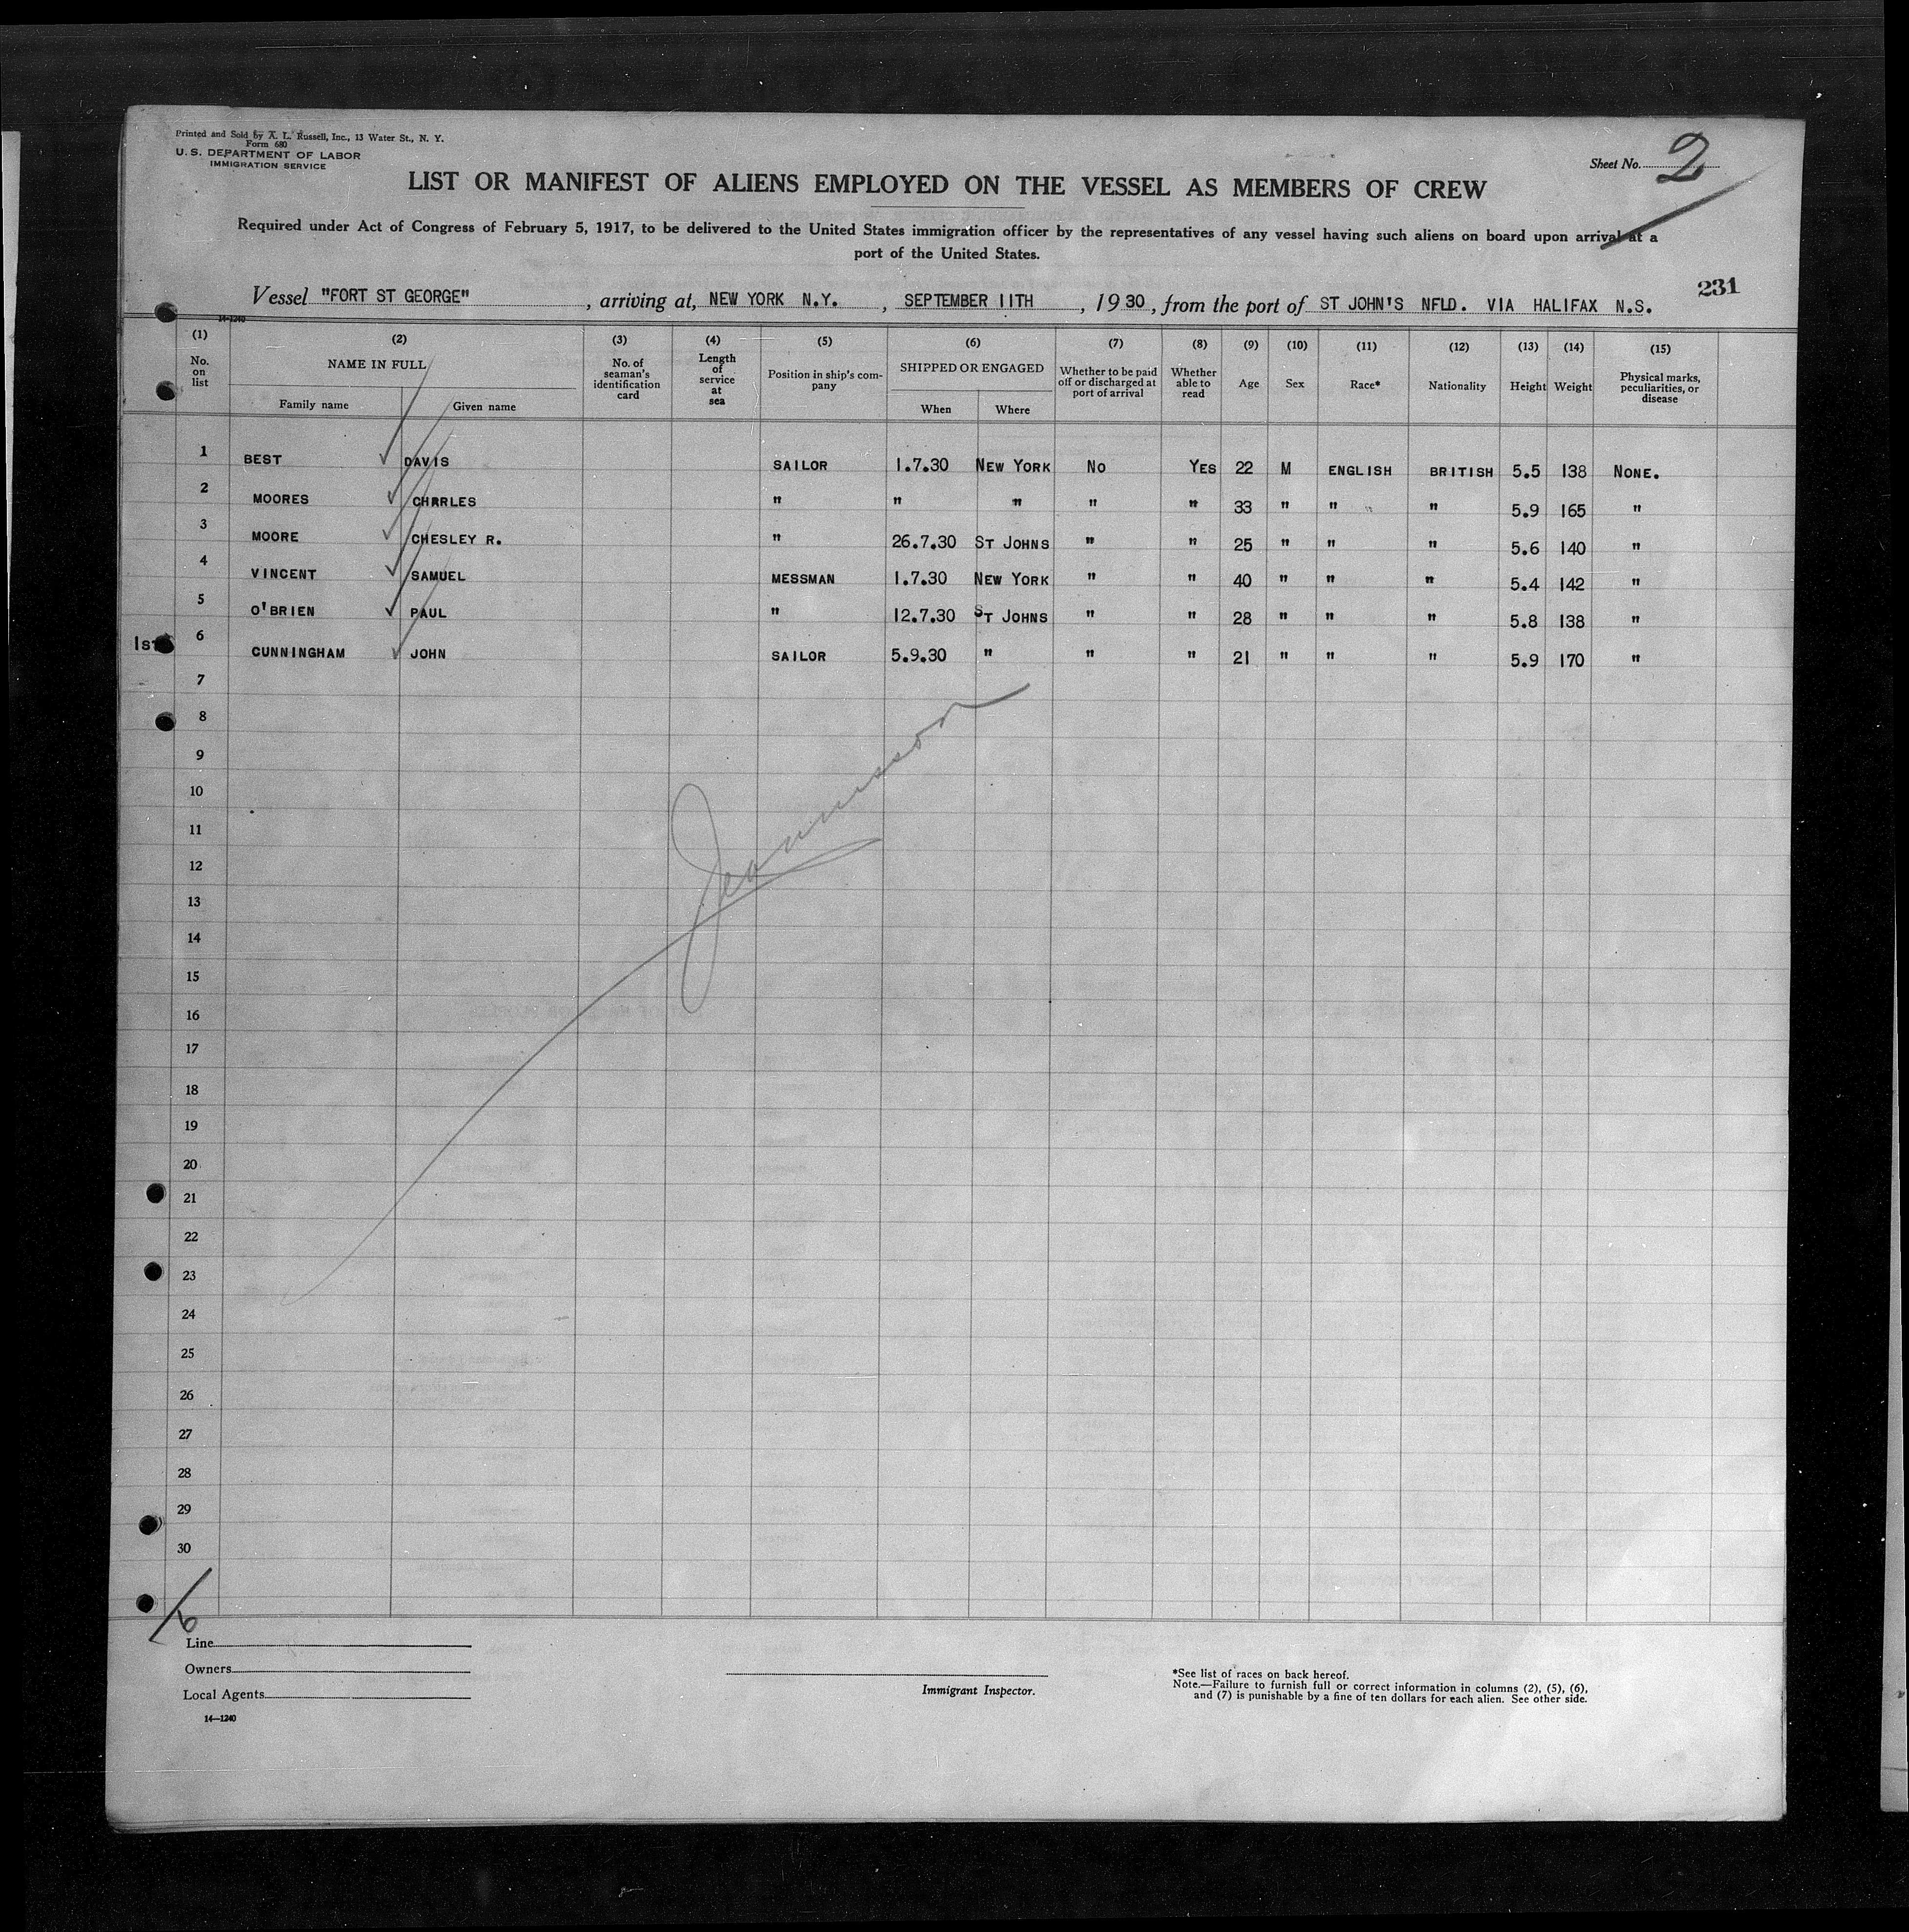 Printed and Sold by A. L. Russell, Inc., 13 Water St., N. Y.
Form 680
U. S. DEPARTMENT OF LABOR
IMMIGRATION SERVICE
Sheet No. 2
LIST OR MANIFEST OF ALIENS EMPLOYED ON THE VESSEL AS MEMBERS OF CREW
Required under Act of Congress of February 5, 1917, to be delivered to the United States immigration officer by the representatives of any vessel having such aliens on board upon arrival at a
port of the United States.
231
Vessel "FORT ST GEORGE", arriving at, NEW YORK N.Y., SEPTEMBER 11TH, 1930, from the port of ST JOHN'S NFLD. VIA HALIFAX N.S.
14-1240
(1) (2) (3) (4) (5) (6) (7) (8) (9) (10) (11) (12) (13) (14) (15)
No. on list NAME IN FULL No. of seaman's identification card Length of service at sea Position in ship's company SHIPPED OR ENGAGED Whether to be paid off or discharged at port of arrival Whether able to read Age Sex Race* Nationality Height Weight Physical marks, peculiarities, or disease
Family name Given name When Where
1 BEST DAVIS SAILOR 1.7.30 NEW YORK NO YES 22 M ENGLISH BRITISH 5.5 138 NONE.
2 MOORES CHARLES " " " " " 33 " " " 5.9 165 "
3 MOORE CHESLEY R. " 26.7.30 ST JOHNS " " 25 " " " 5.6 140 "
4 VINCENT SAMUEL MESSMAN 1.7.30 NEW YORK " " 40 " " " 5.4 142 "
5 O'BRIEN PAUL " 12.7.30 ST JOHNS " " 28 " " " 5.8 138 "
1st 6 CUNNINGHAM JOHN SAILOR 5.9.30 " " " 21 " " " 5.9 170 "
7
8
9
10
11
12
13
14
15
16
17
18
19
20
21
22
23
24
25
26
27
28
29
30
6
Line
Owners
Local Agents
14—1240
Immigrant Inspector.
*See list of races on back hereof.
Note.—Failure to furnish full or correct information in columns (2), (5), (6),
and (7) is punishable by a fine of ten dollars for each alien. See other side.